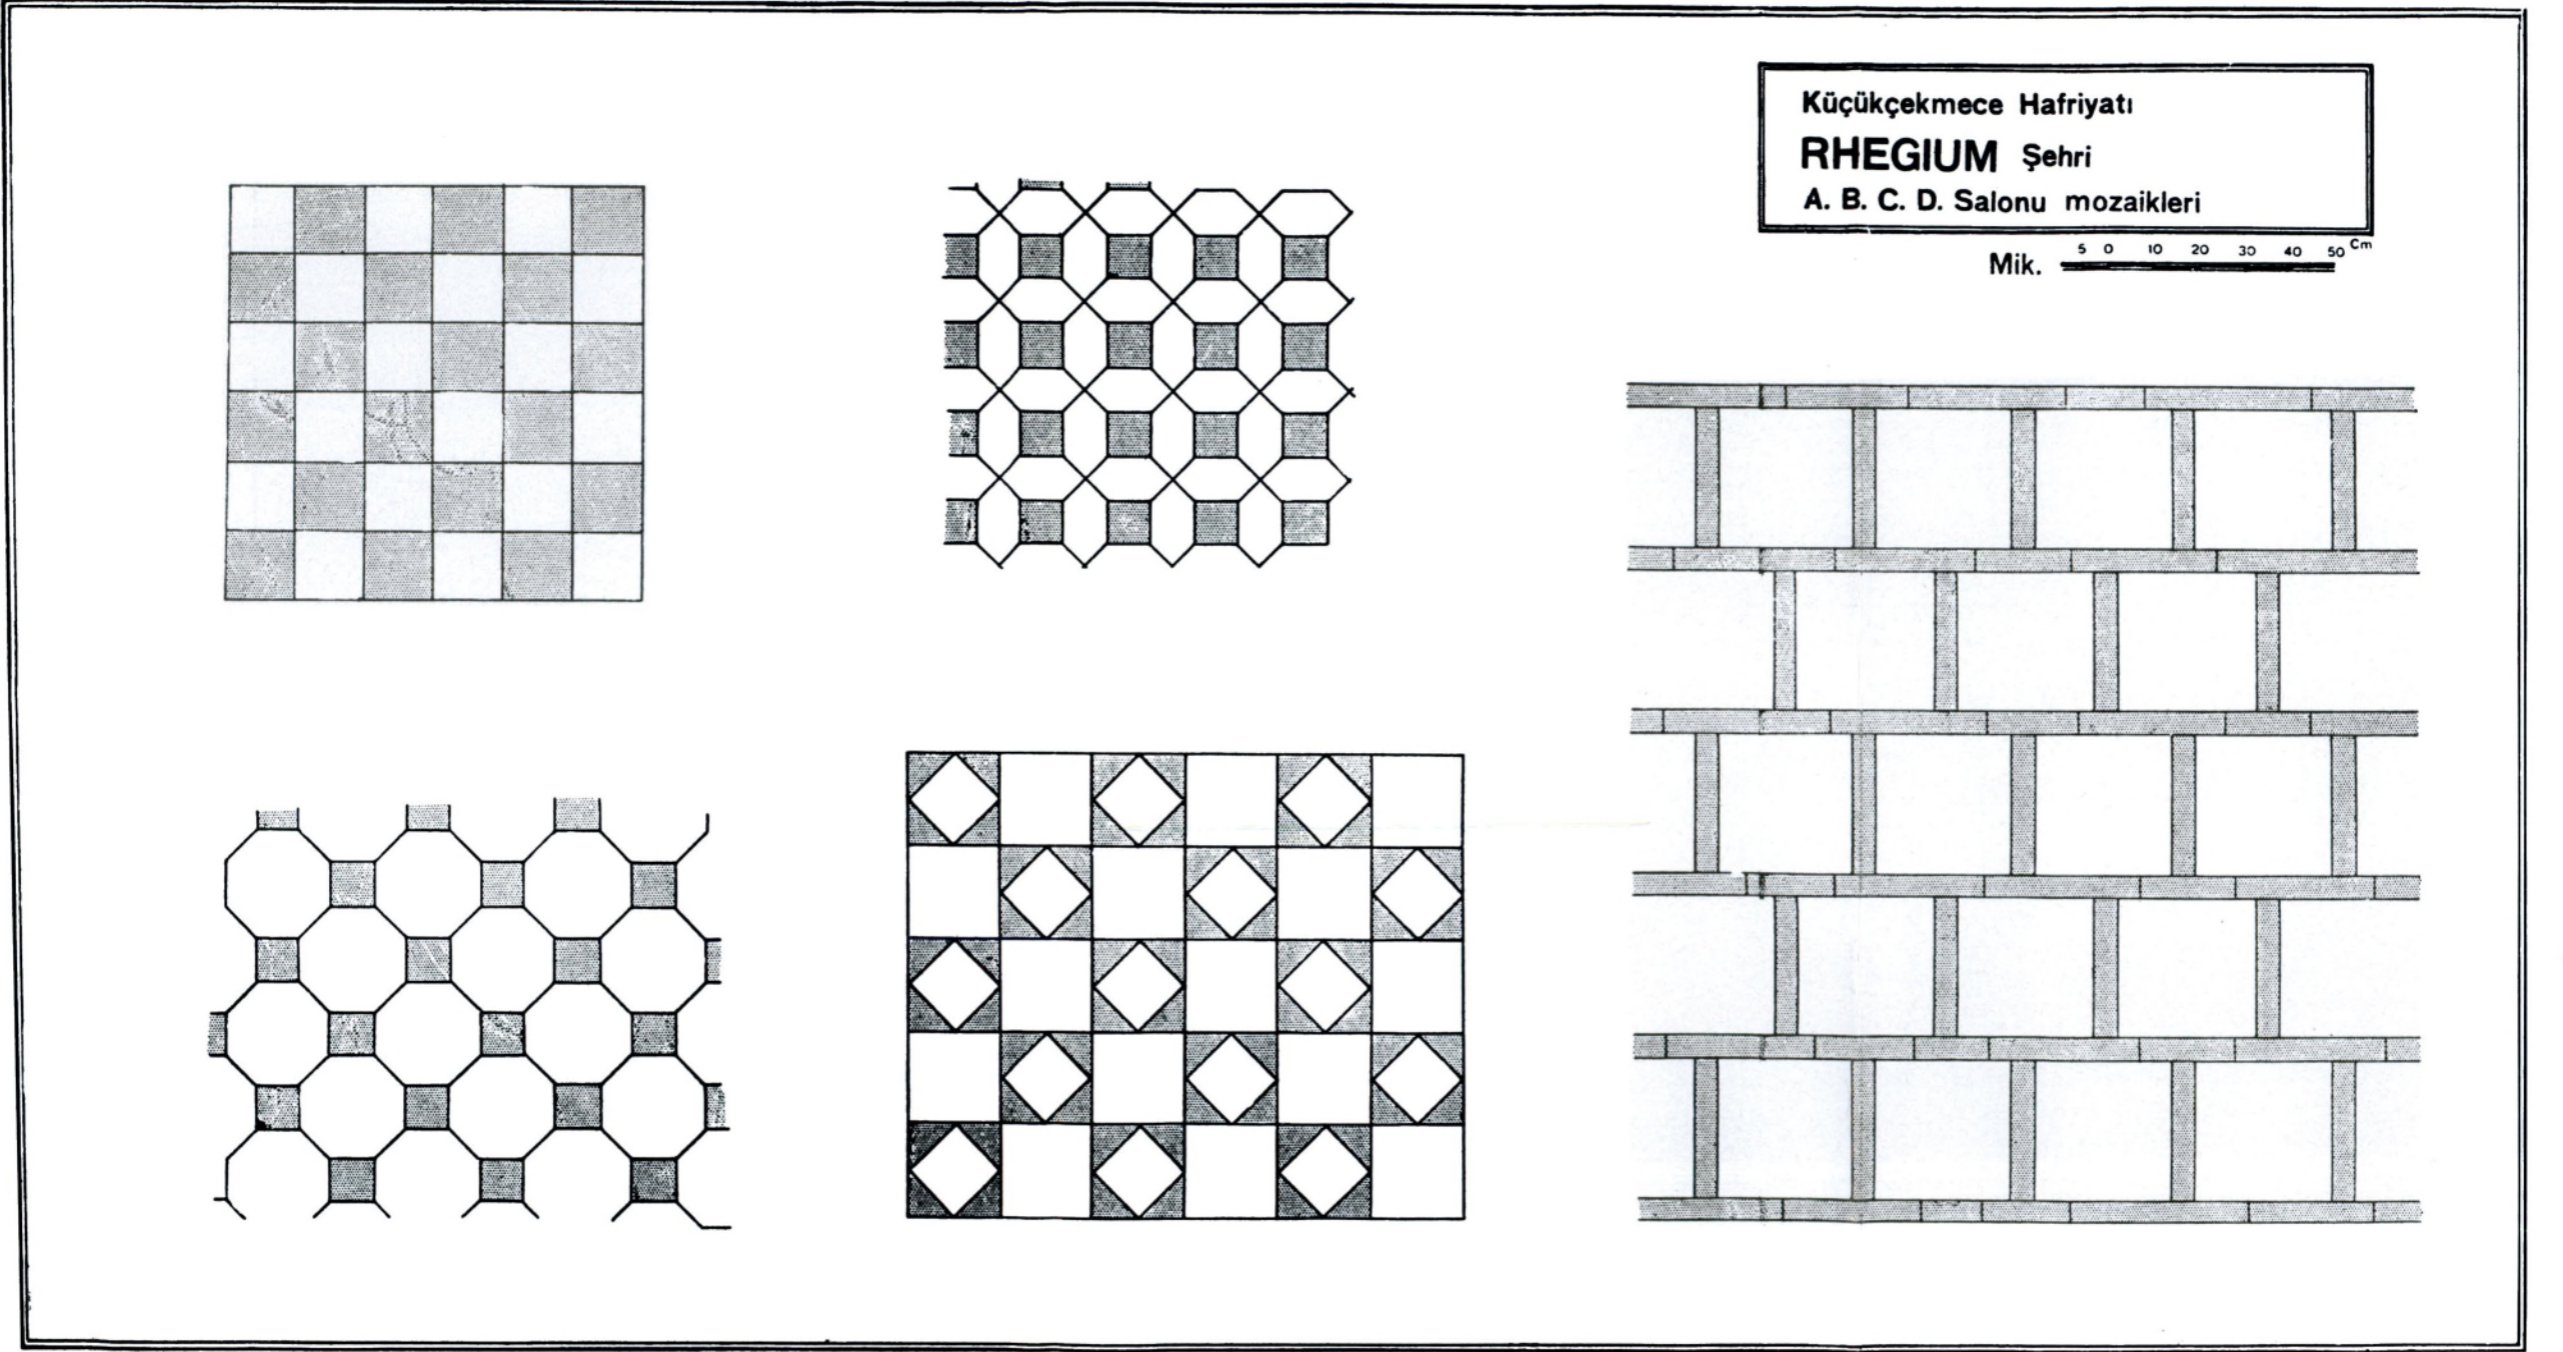 Küçükçekmece Hafriyatı
RHEGIUM Şehri
A. B. C. D. Salonu mozaikleri
Mik. 5 0 10 20 30 40 50 Cm